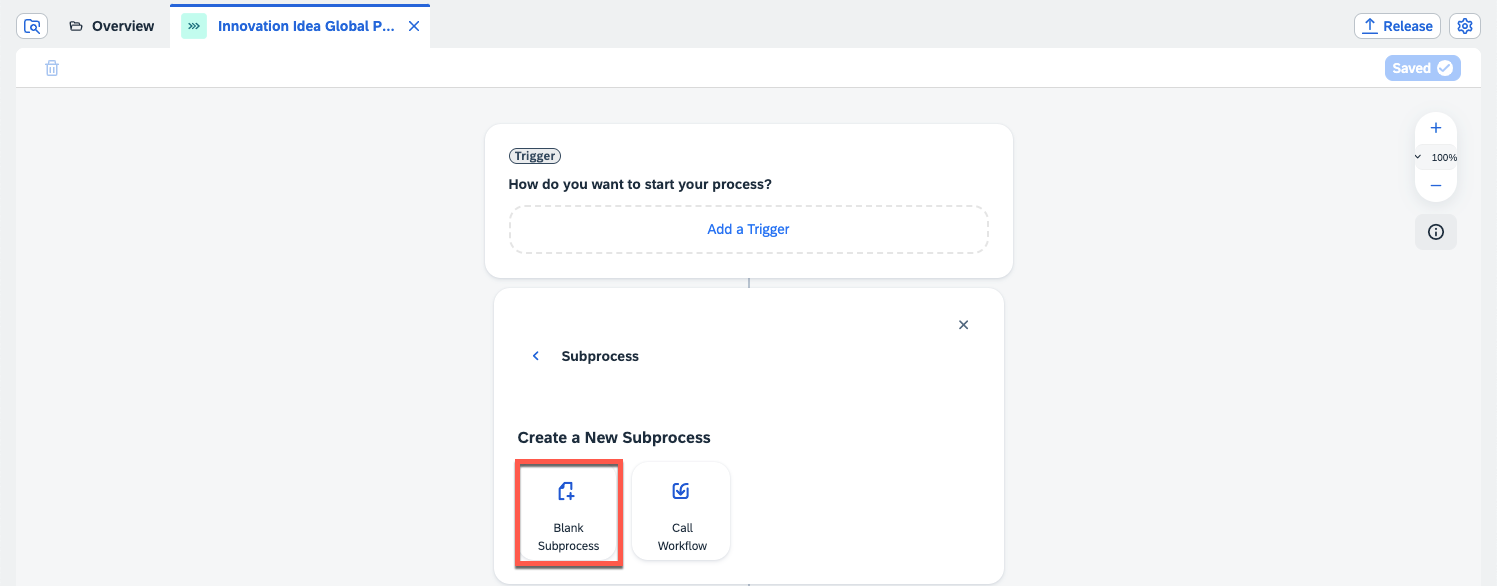 Overview
Innovation Idea Global P...
Release
Saved
Trigger
How do you want to start your process?
Add a Trigger
100%
Subprocess
Create a New Subprocess
Blank
Subprocess
Call
Workflow